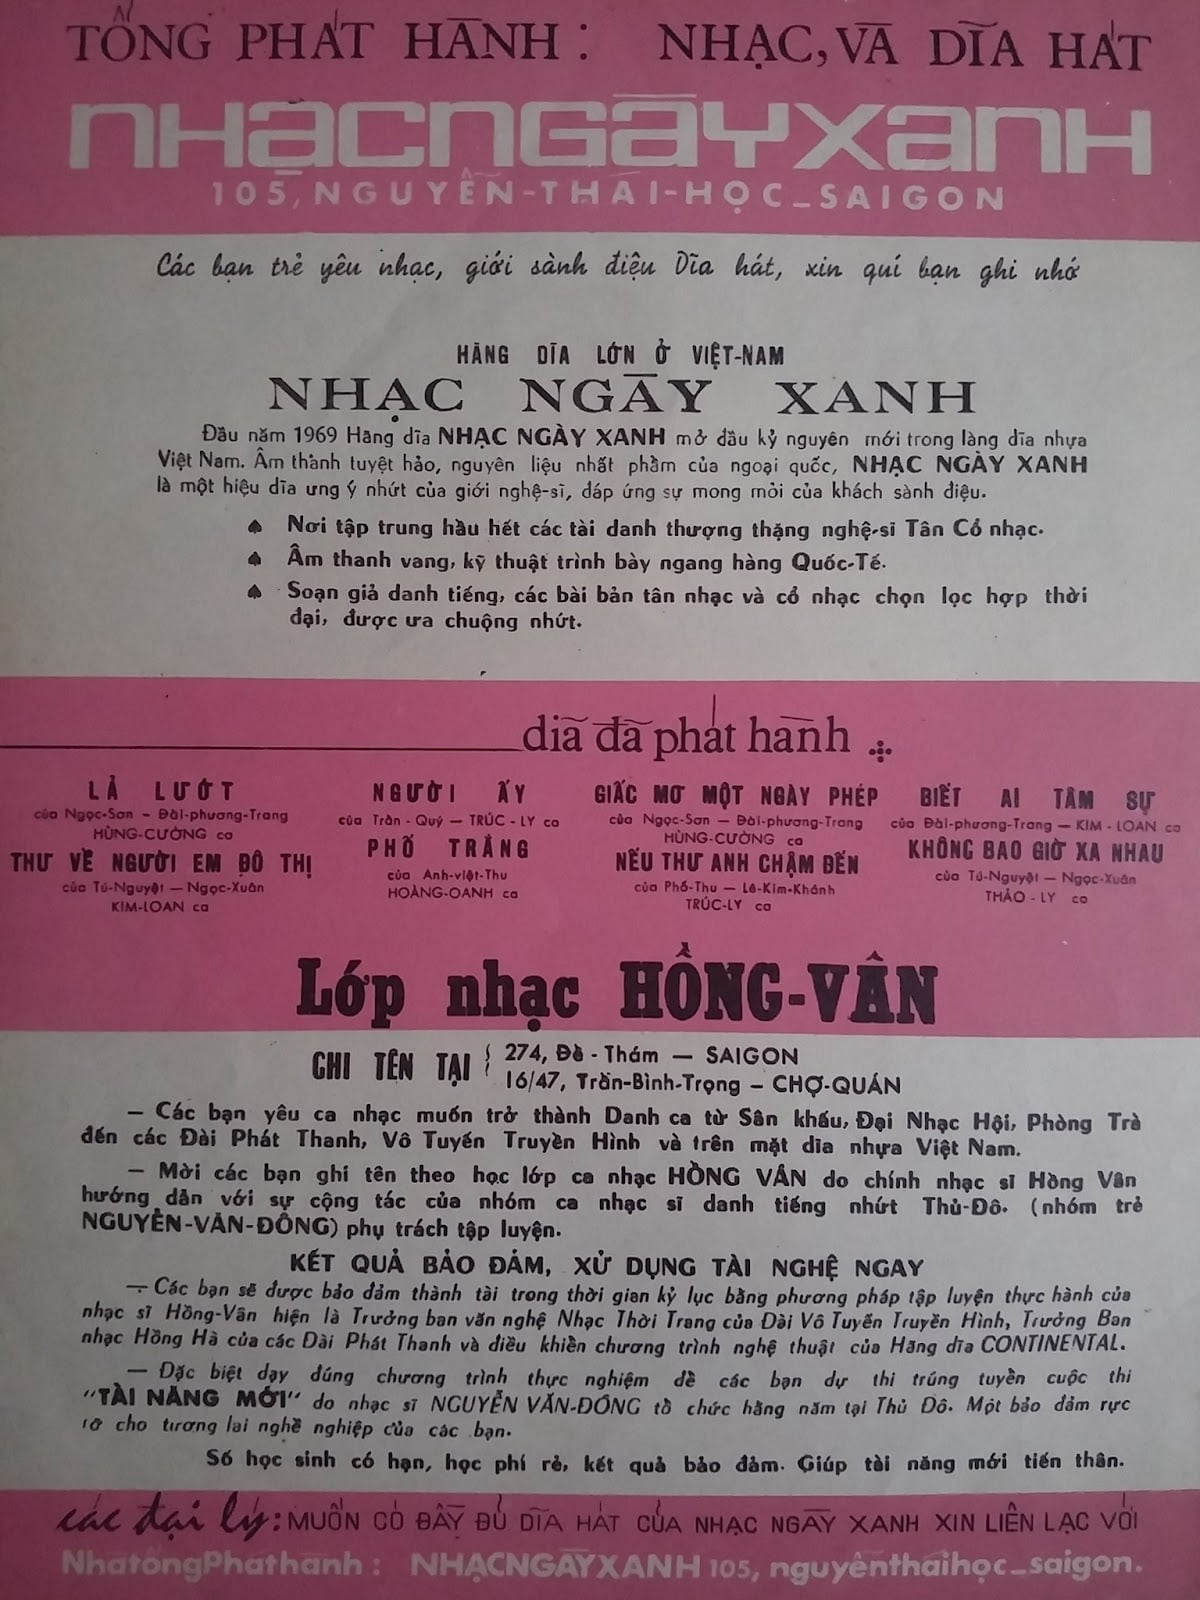 TỔNG PHÁT HÀNH : NHẠC, VÀ DĨA HÁT
NHẠCNGÀYXANH
105, NGUYỄN-THÁI-HỌC_SAIGON
Các bạn trẻ yêu nhạc, giới sành điệu Dĩa hát, xin quí bạn ghi nhớ
HÃNG DĨA LỚN Ở VIỆT-NAM
NHẠC NGÀY XANH
Đầu năm 1969 Hãng dĩa NHẠC NGÀY XANH mở đầu kỷ nguyên mới trong làng dĩa nhựa
Việt Nam. Âm thành tuyệt hảo, nguyên liệu nhất phẩm của ngoại quốc, NHẠC NGÀY XANH
là một hiệu dĩa ưng ý nhứt của giới nghệ-sĩ, đáp ứng sự mong mỏi của khách sành điệu.
♠ Nơi tập trung hầu hết các tài danh thượng thặng nghệ-sĩ Tân Cổ nhạc.
♠ Âm thanh vang, kỹ thuật trình bày ngang hàng Quốc-Tế.
♠ Soạn giả danh tiếng, các bài bản tân nhạc và cổ nhạc chọn lọc hợp thời
đại, được ưa chuộng nhứt.
dĩa đã phát hành
LẢ LƯỚT
của Ngọc-Sơn – Đài-phương-Trang
HÙNG-CƯỜNG ca
THƯ VỀ NGƯỜI EM ĐÔ THỊ
của Tú-Nguyệt — Ngọc-Xuân
KIM-LOAN ca
NGƯỜI ẤY
của Trần - Quý — TRÚC - LY ca
PHỐ TRẮNG
của Anh-việt-Thu
HOÀNG-OANH ca
GIẤC MƠ MỘT NGÀY PHÉP
của Ngọc-Sơn — Đài-phương-Trang
HÙNG-CƯỜNG ca
NẾU THƯ ANH CHẬM ĐẾN
của Phố-Thu — Lê-Kim-Khánh
TRÚC-LY ca
BIẾT AI TÂM SỰ
của Đài-phương-Trang — KIM - LOAN ca
KHÔNG BAO GIỜ XA NHAU
của Tú-Nguyệt — Ngọc-Xuân
THẢO - LY ca
Lớp nhạc HỒNG-VÂN
GHI TÊN TẠI
274, Đề - Thám — SAIGON
16/47, Trần-Bình-Trọng – CHỢ-QUÁN
— Các bạn yêu ca nhạc muốn trở thành Danh ca từ Sân khấu, Đại Nhạc Hội, Phòng Trà
đến các Đài Phát Thanh, Vô Tuyến Truyền Hình và trên mặt dĩa nhựa Việt Nam.
— Mời các bạn ghi tên theo học lớp ca nhạc HỒNG VÂN do chính nhạc sĩ Hồng Vân
hướng dẫn với sự cộng tác của nhóm ca nhạc sĩ danh tiếng nhứt Thủ-Đô. (nhóm trẻ
NGUYỄN-VĂN-ĐÔNG) phụ trách tập luyện.
KẾT QUẢ BẢO ĐẢM, XỬ DỤNG TÀI NGHỆ NGAY
— Các bạn sẽ được bảo đảm thành tài trong thời gian kỷ lục bằng phương pháp tập luyện thực hành của
nhạc sĩ Hồng-Vân hiện là Trưởng ban văn nghệ Nhạc Thời Trang của Đài Vô Tuyến Truyền Hình, Trưởng Ban
nhạc Hồng Hà của các Đài Phát Thanh và điều khiển chương trình nghệ thuật của Hãng dĩa CONTINENTAL.
— Đặc biệt dạy đúng chương trình thực nghiệm để các bạn dự thi trúng tuyển cuộc thi
"TÀI NĂNG MỚI" do nhạc sĩ NGUYỄN VĂN-ĐÔNG tổ chức hằng năm tại Thủ Đô. Một bảo đảm rực
rỡ cho tương lai nghề nghiệp của các bạn.
Số học sinh có hạn, học phí rẻ, kết quả bảo đảm. Giúp tài năng mới tiến thân.
các đại lý: MUỐN CÓ ĐẦY ĐỦ DĨA HÁT CỦA NHẠC NGÀY XANH XIN LIÊN LẠC VỚI
NhàtổngPháthành : NHẠCNGÀYXANH 105, nguyễntháihọc_saigon.